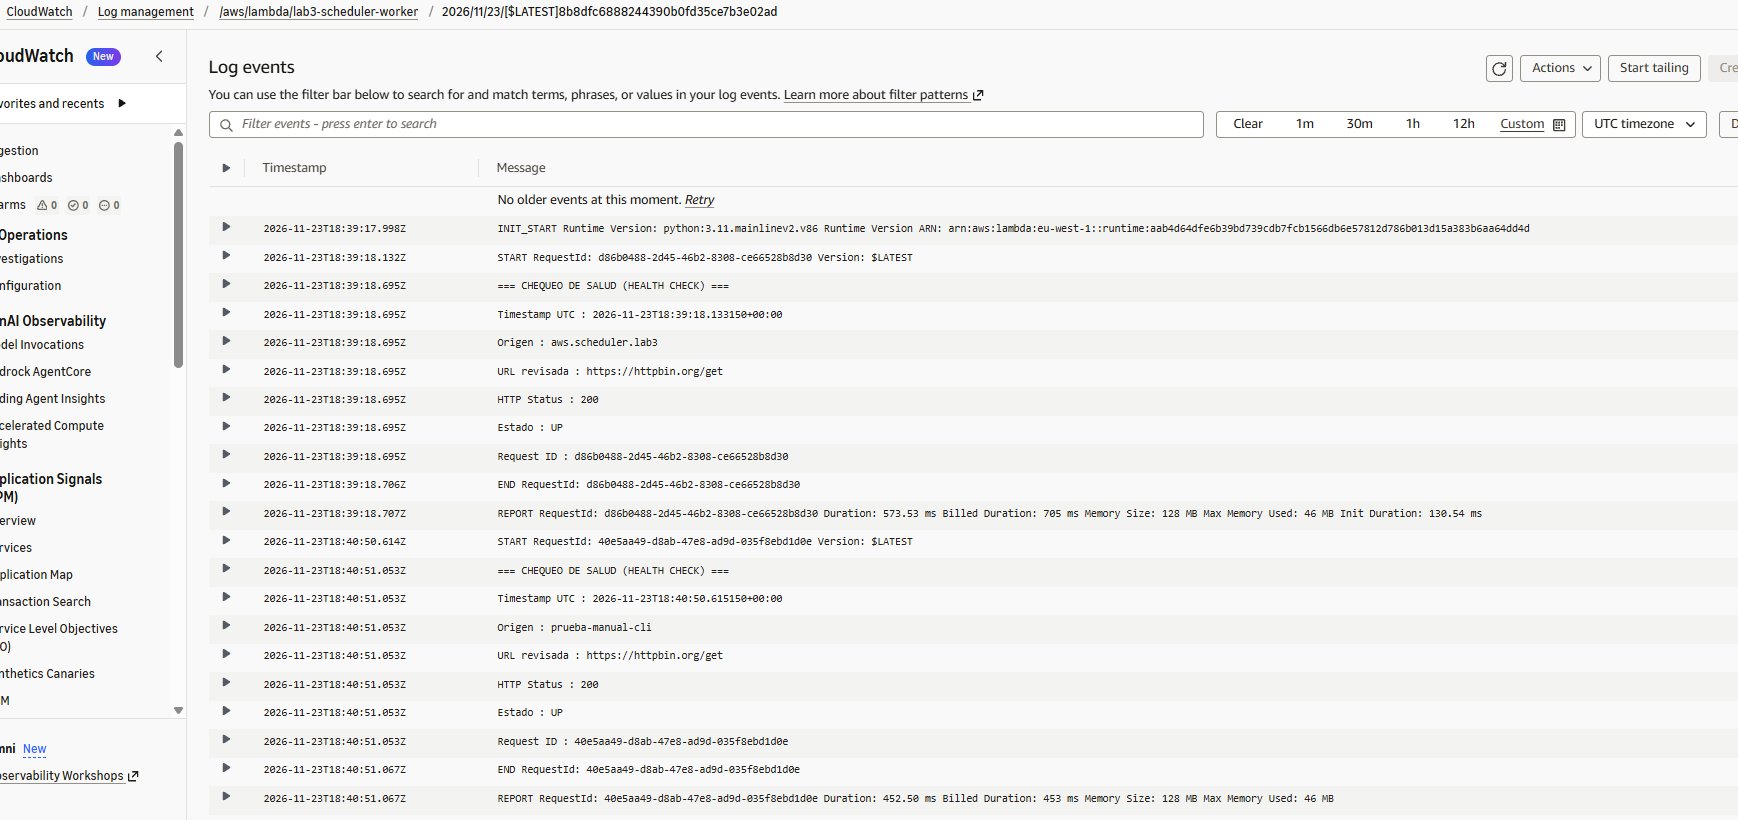 CloudWatch / Log management / /aws/lambda/lab3-scheduler-worker / 2026/11/23/[$LATEST]8b8dfc6888244390b0fd35ce7b3e02ad
oudWatch New
vorites and recents
gestion
shboards
arms 0 0 0
Operations
vestigations
nfiguration
nAI Observability
del Invocations
drock AgentCore
ding Agent Insights
celerated Compute
ights
plication Signals
PM)
erview
rvices
plication Map
ansaction Search
rvice Level Objectives
O)
nthetics Canaries
M
mni New
bservability Workshops
Log events
Actions Start tailing Cre
You can use the filter bar below to search for and match terms, phrases, or values in your log events. Learn more about filter patterns
Filter events - press enter to search
Clear 1m 30m 1h 12h Custom UTC timezone D
Timestamp Message
No older events at this moment. Retry
2026-11-23T18:39:17.998Z INIT_START Runtime Version: python:3.11.mainlinev2.v86 Runtime Version ARN: arn:aws:lambda:eu-west-1::runtime:aab4d64dfe6b39bd739cdb7fcb1566db6e57812d786b013d15a383b6aa64dd4d
2026-11-23T18:39:18.132Z START RequestId: d86b0488-2d45-46b2-8308-ce66528b8d30 Version: $LATEST
2026-11-23T18:39:18.695Z === CHEQUEO DE SALUD (HEALTH CHECK) ===
2026-11-23T18:39:18.695Z Timestamp UTC : 2026-11-23T18:39:18.133150+00:00
2026-11-23T18:39:18.695Z Origen : aws.scheduler.lab3
2026-11-23T18:39:18.695Z URL revisada : https://httpbin.org/get
2026-11-23T18:39:18.695Z HTTP Status : 200
2026-11-23T18:39:18.695Z Estado : UP
2026-11-23T18:39:18.695Z Request ID : d86b0488-2d45-46b2-8308-ce66528b8d30
2026-11-23T18:39:18.706Z END RequestId: d86b0488-2d45-46b2-8308-ce66528b8d30
2026-11-23T18:39:18.707Z REPORT RequestId: d86b0488-2d45-46b2-8308-ce66528b8d30 Duration: 573.53 ms Billed Duration: 705 ms Memory Size: 128 MB Max Memory Used: 46 MB Init Duration: 130.54 ms
2026-11-23T18:40:50.614Z START RequestId: 40e5aa49-d8ab-47e8-ad9d-035f8ebd1d0e Version: $LATEST
2026-11-23T18:40:51.053Z === CHEQUEO DE SALUD (HEALTH CHECK) ===
2026-11-23T18:40:51.053Z Timestamp UTC : 2026-11-23T18:40:50.615150+00:00
2026-11-23T18:40:51.053Z Origen : prueba-manual-cli
2026-11-23T18:40:51.053Z URL revisada : https://httpbin.org/get
2026-11-23T18:40:51.053Z HTTP Status : 200
2026-11-23T18:40:51.053Z Estado : UP
2026-11-23T18:40:51.053Z Request ID : 40e5aa49-d8ab-47e8-ad9d-035f8ebd1d0e
2026-11-23T18:40:51.067Z END RequestId: 40e5aa49-d8ab-47e8-ad9d-035f8ebd1d0e
2026-11-23T18:40:51.067Z REPORT RequestId: 40e5aa49-d8ab-47e8-ad9d-035f8ebd1d0e Duration: 452.50 ms Billed Duration: 453 ms Memory Size: 128 MB Max Memory Used: 46 MB